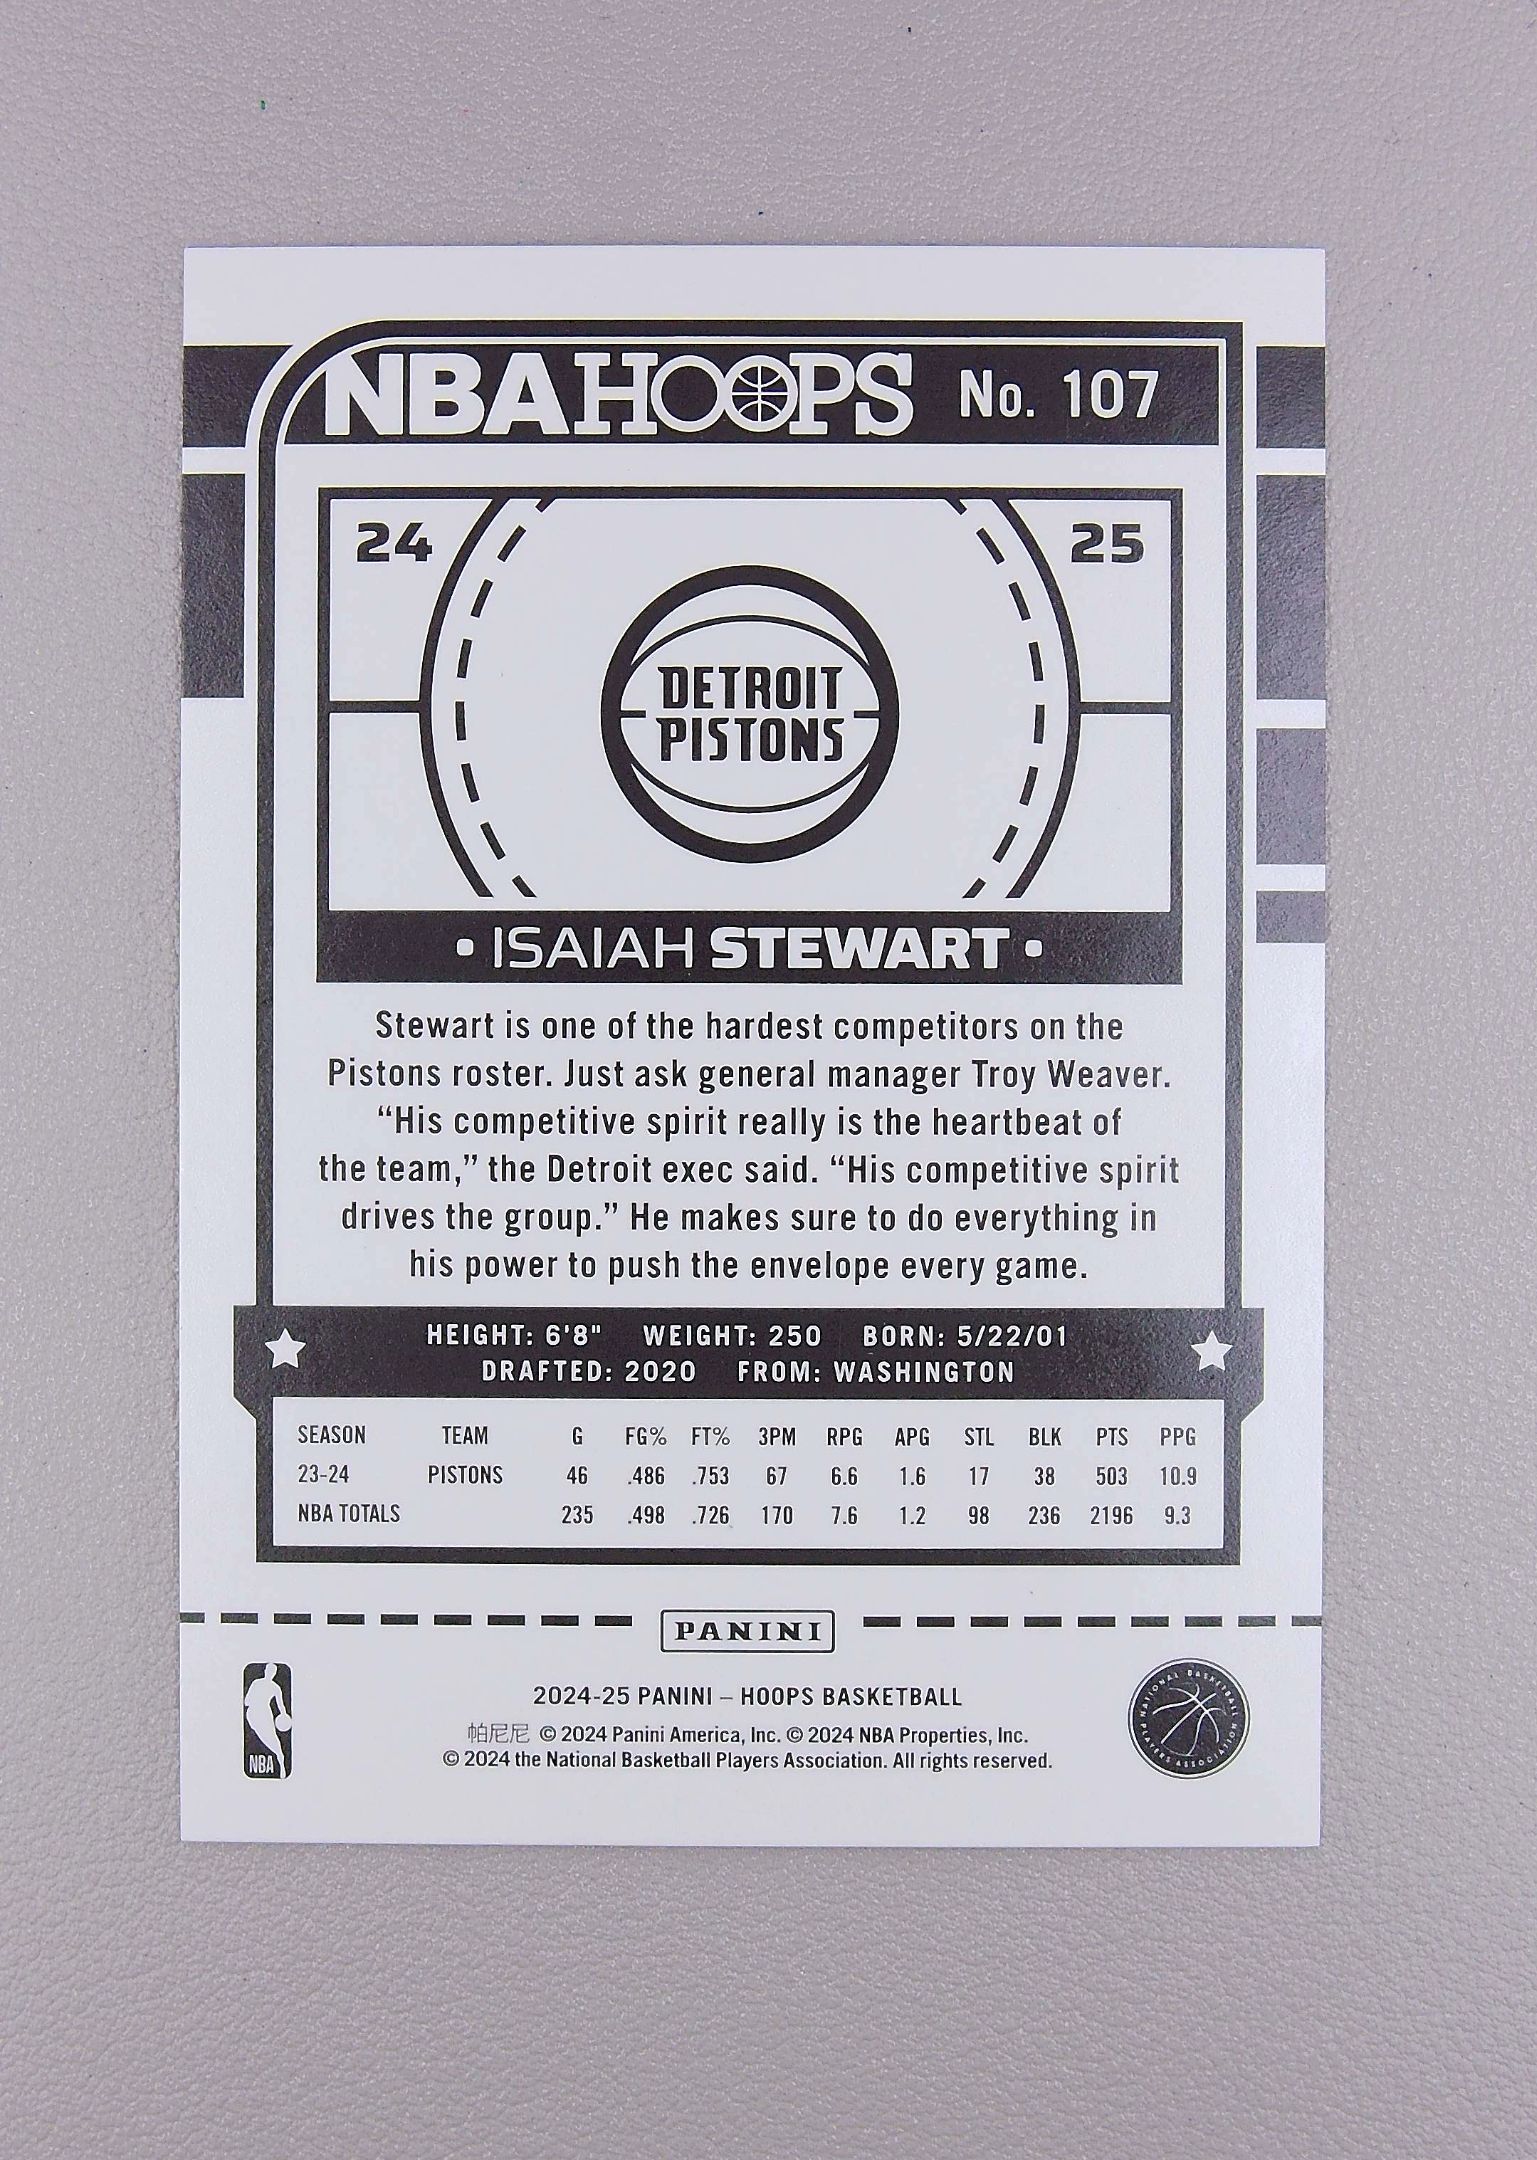 NBA HOOPS No. 107
24 25
DETROIT
PISTONS
• ISAIAH STEWART •
Stewart is one of the hardest competitors on the
Pistons roster. Just ask general manager Troy Weaver.
“His competitive spirit really is the heartbeat of
the team,” the Detroit exec said. “His competitive spirit
drives the group.” He makes sure to do everything in
his power to push the envelope every game.
HEIGHT: 6'8" WEIGHT: 250 BORN: 5/22/01
DRAFTED: 2020 FROM: WASHINGTON
SEASON TEAM G FG% FT% 3PM RPG APG STL BLK PTS PPG
23-24 PISTONS 46 .486 .753 67 6.6 1.6 17 38 503 10.9
NBA TOTALS 235 .498 .726 170 7.6 1.2 98 236 2196 9.3
PANINI
2024-25 PANINI – HOOPS BASKETBALL
帕尼尼 © 2024 Panini America, Inc. © 2024 NBA Properties, Inc.
© 2024 the National Basketball Players Association. All rights reserved.
NBA
NATIONAL BASKETBALL
PLAYERS ASSOCIATION